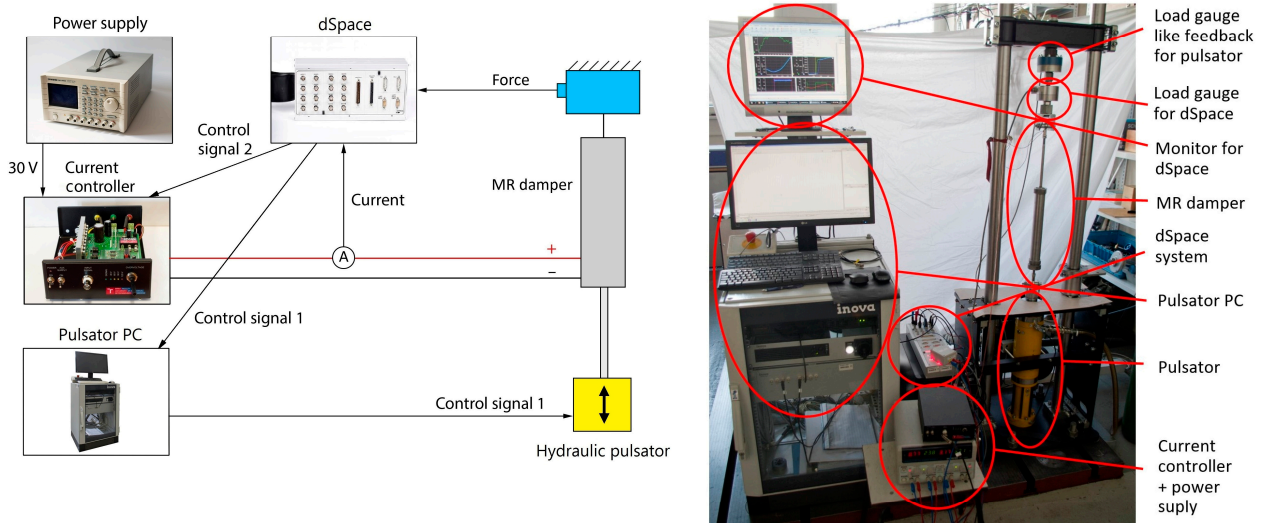 Power supply
dSpace
Force
Control
signal 2
30 V
Current
controller
Current
MR damper
A
+
–
Control signal 1
Pulsator PC
Control signal 1
Hydraulic pulsator
inova
Load gauge
like feedback
for pulsator
Load gauge
for dSpace
Monitor for
dSpace
MR damper
dSpace
system
Pulsator PC
Pulsator
Current
controller
+ power
suply